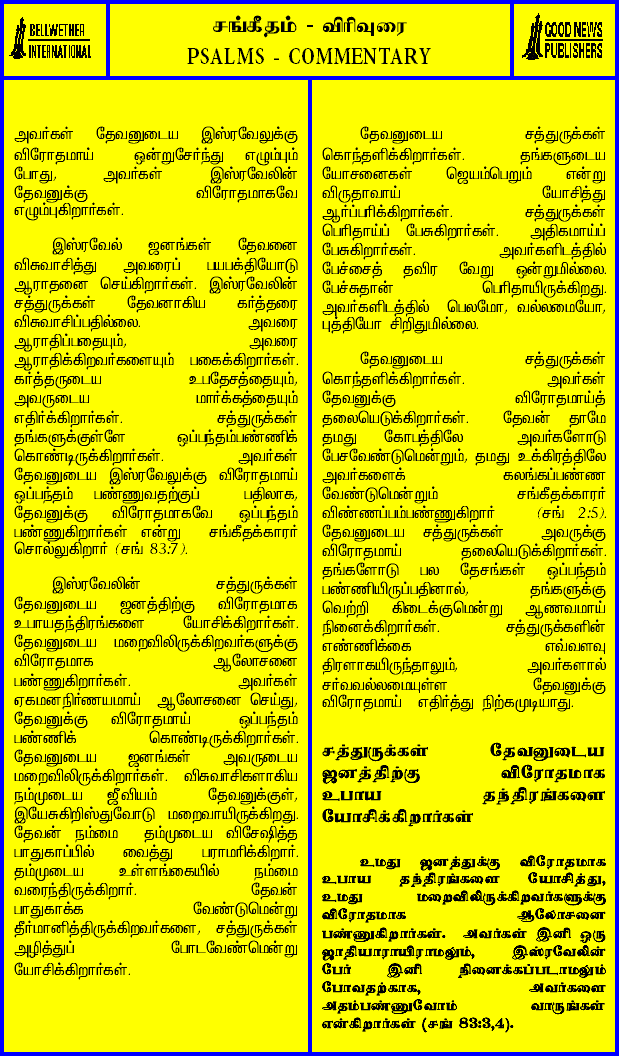 BELLWETHER
INTERNATIONAL
சங்கீதம் - விரிவுரை
PSALMS - COMMENTARY
GOOD NEWS
PUBLISHERS
அவர்கள் தேவனுடைய இஸ்ரவேலுக்கு
விரோதமாய் ஒன்றுசேர்ந்து எழும்பும்
போது, அவர்கள் இஸ்ரவேலின்
தேவனுக்கு விரோதமாகவே
எழும்புகிறார்கள்.
இஸ்ரவேல் ஜனங்கள் தேவனை
விசுவாசித்து அவரைப் பயபக்தியோடு
ஆராதனை செய்கிறார்கள். இஸ்ரவேலின்
சத்துருக்கள் தேவனாகிய கர்த்தரை
விசுவாசிப்பதில்லை. அவரை
ஆராதிப்பதையும், அவரை
ஆராதிக்கிறவர்களையும் பகைக்கிறார்கள்.
கர்த்தருடைய உபதேசத்தையும்,
அவருடைய மார்க்கத்தையும்
எதிர்க்கிறார்கள். சத்துருக்கள்
தங்களுக்குள்ளே ஒப்பந்தம்பண்ணிக்
கொண்டிருக்கிறார்கள். அவர்கள்
தேவனுடைய இஸ்ரவேலுக்கு விரோதமாய்
ஒப்பந்தம் பண்ணுவதற்குப் பதிலாக,
தேவனுக்கு விரோதமாகவே ஒப்பந்தம்
பண்ணுகிறார்கள் என்று சங்கீதக்காரர்
சொல்லுகிறார் (சங் 83:7).
இஸ்ரவேலின் சத்துருக்கள்
தேவனுடைய ஜனத்திற்கு விரோதமாக
உபாயதந்திரங்களை யோசிக்கிறார்கள்.
தேவனுடைய மறைவிலிருக்கிறவர்களுக்கு
விரோதமாக ஆலோசனை
பண்ணுகிறார்கள். அவர்கள்
ஏகமனநிர்ணயமாய் ஆலோசனை செய்து,
தேவனுக்கு விரோதமாய் ஒப்பந்தம்
பண்ணிக் கொண்டிருக்கிறார்கள்.
தேவனுடைய ஜனங்கள் அவருடைய
மறைவிலிருக்கிறார்கள். விசுவாசிகளாகிய
நம்முடைய ஜீவியம் தேவனுக்குள்,
இயேசுகிறிஸ்துவோடு மறைவாயிருக்கிறது.
தேவன் நம்மை தம்முடைய விசேஷித்த
பாதுகாப்பில் வைத்து பராமரிக்கிறார்.
தம்முடைய உள்ளங்கையில் நம்மை
வரைந்திருக்கிறார். தேவன்
பாதுகாக்க வேண்டுமென்று
தீர்மானித்திருக்கிறவர்களை, சத்துருக்கள்
அழித்துப் போடவேண்மென்று
யோசிக்கிறார்கள்.
தேவனுடைய சத்துருக்கள்
கொந்தளிக்கிறார்கள். தங்களுடைய
யோசனைகள் ஜெயம்பெறும் என்று
விருதாவாய் யோசித்து
ஆர்ப்பரிக்கிறார்கள். சத்துருக்கள்
பெரிதாய்ப் பேசுகிறார்கள். அதிகமாய்ப்
பேசுகிறார்கள். அவர்களிடத்தில்
பேச்சைத் தவிர வேறு ஒன்றுமில்லை.
பேச்சுதான் பெரிதாயிருக்கிறது.
அவர்களிடத்தில் பெலமோ, வல்லமையோ,
புத்தியோ சிறிதுமில்லை.
தேவனுடைய சத்துருக்கள்
கொந்தளிக்கிறார்கள். அவர்கள்
தேவனுக்கு விரோதமாய்த்
தலையெடுக்கிறார்கள். தேவன் தாமே
தமது கோபத்திலே அவர்களோடு
பேசவேண்டுமென்றும், தமது உக்கிரத்திலே
அவர்களைக் கலங்கப்பண்ண
வேண்டுமென்றும் சங்கீதக்காரர்
விண்ணப்பம்பண்ணுகிறார் (சங் 2:5).
தேவனுடைய சத்துருக்கள் அவருக்கு
விரோதமாய் தலையெடுக்கிறார்கள்.
தங்களோடு பல தேசங்கள் ஒப்பந்தம்
பண்ணியிருப்பதினால், தங்களுக்கு
வெற்றி கிடைக்குமென்று ஆணவமாய்
நினைக்கிறார்கள். சத்துருக்களின்
எண்ணிக்கை எவ்வளவு
திரளாகயிருந்தாலும், அவர்களால்
சர்வவல்லமையுள்ள தேவனுக்கு
விரோதமாய் எதிர்த்து நிற்கமுடியாது.
சத்துருக்கள் தேவனுடைய
ஜனத்திற்கு விரோதமாக
உபாய தந்திரங்களை
யோசிக்கிறார்கள்
உமது ஜனத்துக்கு விரோதமாக
உபாய தந்திரங்களை யோசித்து,
உமது மறைவிலிருக்கிறவர்களுக்கு
விரோதமாக ஆலோசனை
பண்ணுகிறார்கள். அவர்கள் இனி ஒரு
ஜாதியாராயிராமலும், இஸ்ரவேலின்
பேர் இனி நினைக்கப்படாமலும்
போவதற்காக, அவர்களை
அதம்பண்ணுவோம் வாருங்கள்
என்கிறார்கள் (சங் 83:3,4).